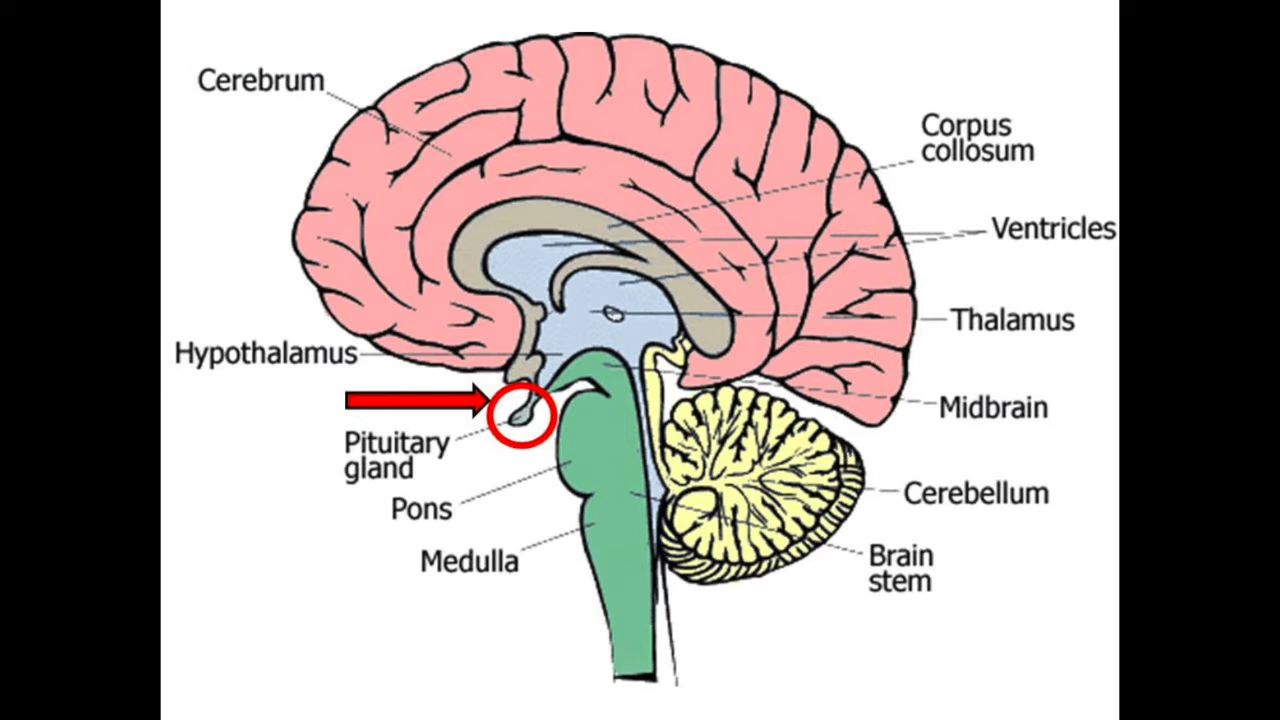 Cerebrum
Corpus
collosum
Ventricles
Thalamus
Hypothalamus
Midbrain
Pituitary
gland
Cerebellum
Pons
Medulla
Brain
stem